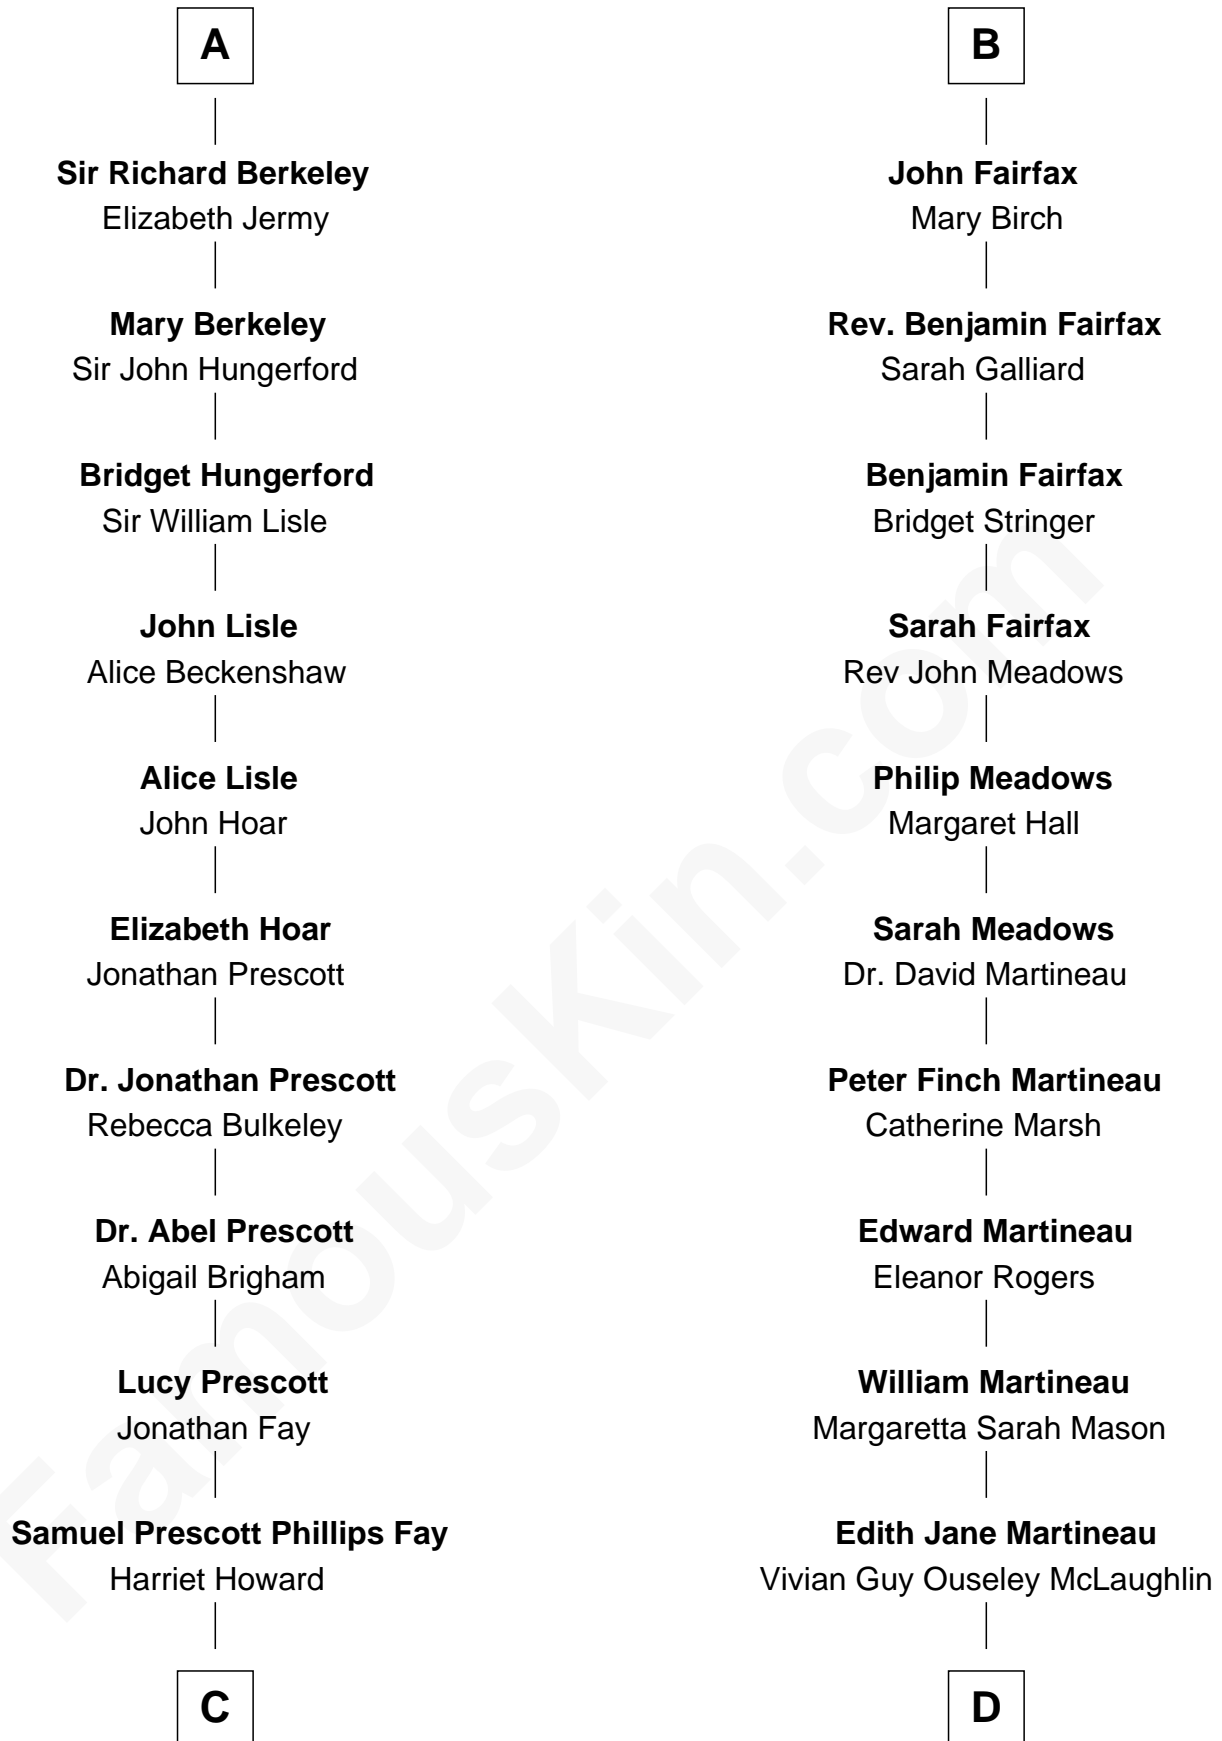 A
Sir Richard Berkeley
Elizabeth Jermy
Mary Berkeley
Sir John Hungerford
Bridget Hungerford
Sir William Lisle
John Lisle
Alice Beckenshaw
Alice Lisle
John Hoar
Elizabeth Hoar
Jonathan Prescott
Dr. Jonathan Prescott
Rebecca Bulkeley
Dr. Abel Prescott
Abigail Brigham
Lucy Prescott
Jonathan Fay
Samuel Prescott Phillips Fay
Harriet Howard
C
B
John Fairfax
Mary Birch
Rev. Benjamin Fairfax
Sarah Galliard
Benjamin Fairfax
Bridget Stringer
Sarah Fairfax
Rev John Meadows
Philip Meadows
Margaret Hall
Sarah Meadows
Dr. David Martineau
Peter Finch Martineau
Catherine Marsh
Edward Martineau
Eleanor Rogers
William Martineau
Margaretta Sarah Mason
Edith Jane Martineau
Vivian Guy Ouseley McLaughlin
D
FamousKin.com